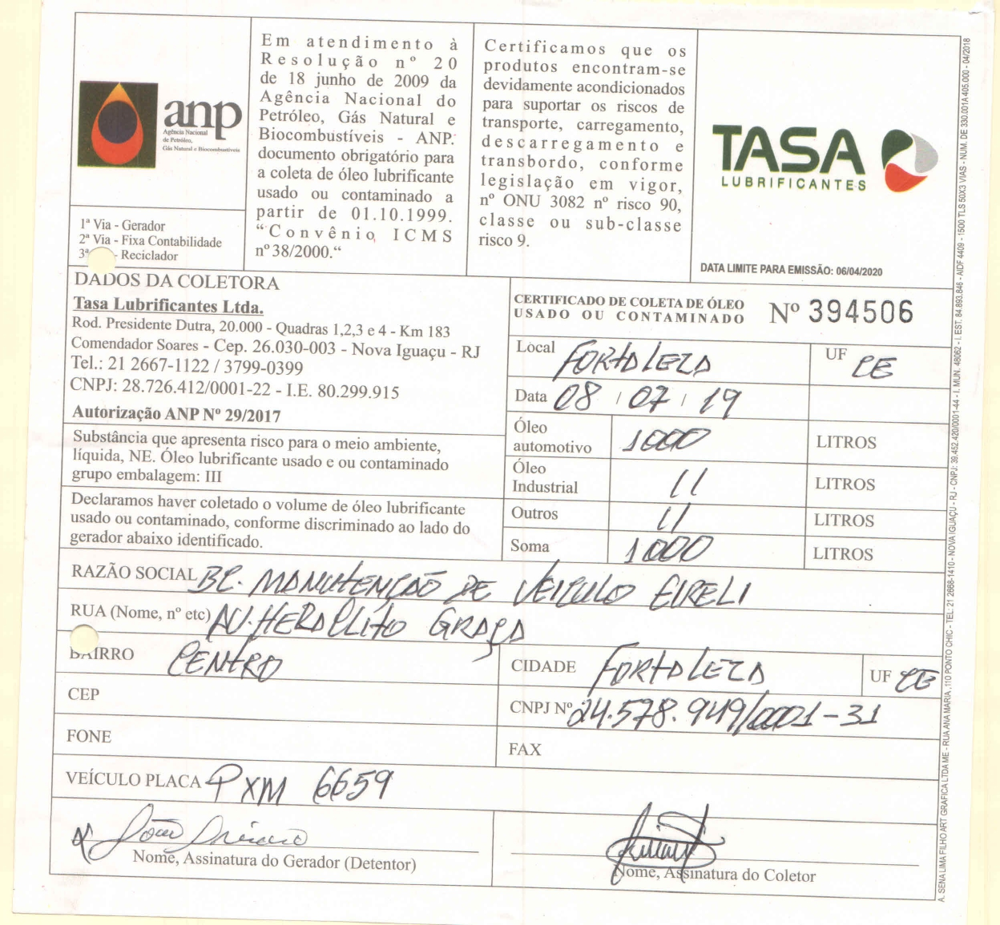 anp
Agência Nacional
de Petróleo,
Gás Natural e Biocombustíveis
1ª Via - Gerador
2ª Via - Fixa Contabilidade
3ª - Reciclador
Em atendimento à
Resolução nº 20
de 18 junho de 2009 da
Agência Nacional do
Petróleo, Gás Natural e
Biocombustíveis - ANP.
documento obrigatório para
a coleta de óleo lubrificante
usado ou contaminado a
partir de 01.10.1999.
“Convênio ICMS
nº38/2000.“
Certificamos que os
produtos encontram-se
devidamente acondicionados
para suportar os riscos de
transporte, carregamento,
descarregamento e
transbordo, conforme
legislação em vigor,
nº ONU 3082 nº risco 90,
classe ou sub-classe
risco 9.
TASA
LUBRIFICANTES
DATA LIMITE PARA EMISSÃO: 06/04/2020
DADOS DA COLETORA
Tasa Lubrificantes Ltda.
Rod. Presidente Dutra, 20.000 - Quadras 1,2,3 e 4 - Km 183
Comendador Soares - Cep. 26.030-003 - Nova Iguaçu - RJ
Tel.: 21 2667-1122 / 3799-0399
CNPJ: 28.726.412/0001-22 - I.E. 80.299.915
Autorização ANP Nº 29/2017
Substância que apresenta risco para o meio ambiente,
líquida, NE. Óleo lubrificante usado e ou contaminado
grupo embalagem: III
Declaramos haver coletado o volume de óleo lubrificante
usado ou contaminado, conforme discriminado ao lado do
gerador abaixo identificado.
CERTIFICADO DE COLETA DE ÓLEO
USADO OU CONTAMINADO Nº 394506
Local FORTALEZA UF CE
Data 08 / 07 / 19
Óleo
automotivo 1000 LITROS
Óleo
Industrial 11 LITROS
Outros 11 LITROS
Soma 1000 LITROS
RAZÃO SOCIAL BC. MANUTENÇÃO DE VEICULO EIRELI
RUA (Nome, nº etc) AV. HERACLITO GRAÇA
BAIRRO CENTRO
CIDADE FORTALEZA UF CE
CEP
CNPJ Nº 24.578.949/0001-31
FONE
FAX
VEÍCULO PLACA PXM 6659
João
Nome, Assinatura do Gerador (Detentor)
Nome, Assinatura do Coletor
A. SENA LIMA FILHO ART GRAFICA LTDA ME - RUA ANA MARIA, 110 PONTO CHIC - TEL: 21 2668-1410 - NOVA IGUAÇU - RJ - CNPJ: 39.452.420/0001-44 - I. MUN. 48062 - I. EST. 84.893.846 - AIDF 4409 - 1500 TLS 50X3 VIAS - NUM. DE 330.001A 405.000 - 04/2018